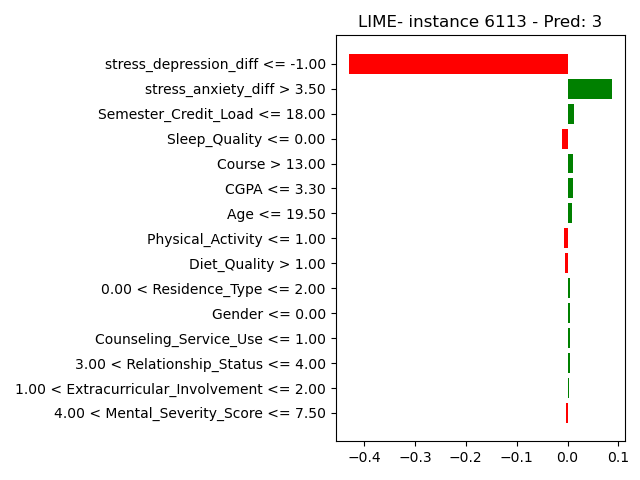 LIME- instance 6113 - Pred: 3
stress_depression_diff <= -1.00
stress_anxiety_diff > 3.50
Semester_Credit_Load <= 18.00
Sleep_Quality <= 0.00
Course > 13.00
CGPA <= 3.30
Age <= 19.50
Physical_Activity <= 1.00
Diet_Quality > 1.00
0.00 < Residence_Type <= 2.00
Gender <= 0.00
Counseling_Service_Use <= 1.00
3.00 < Relationship_Status <= 4.00
1.00 < Extracurricular_Involvement <= 2.00
4.00 < Mental_Severity_Score <= 7.50
−0.4 −0.3 −0.2 −0.1 0.0 0.1